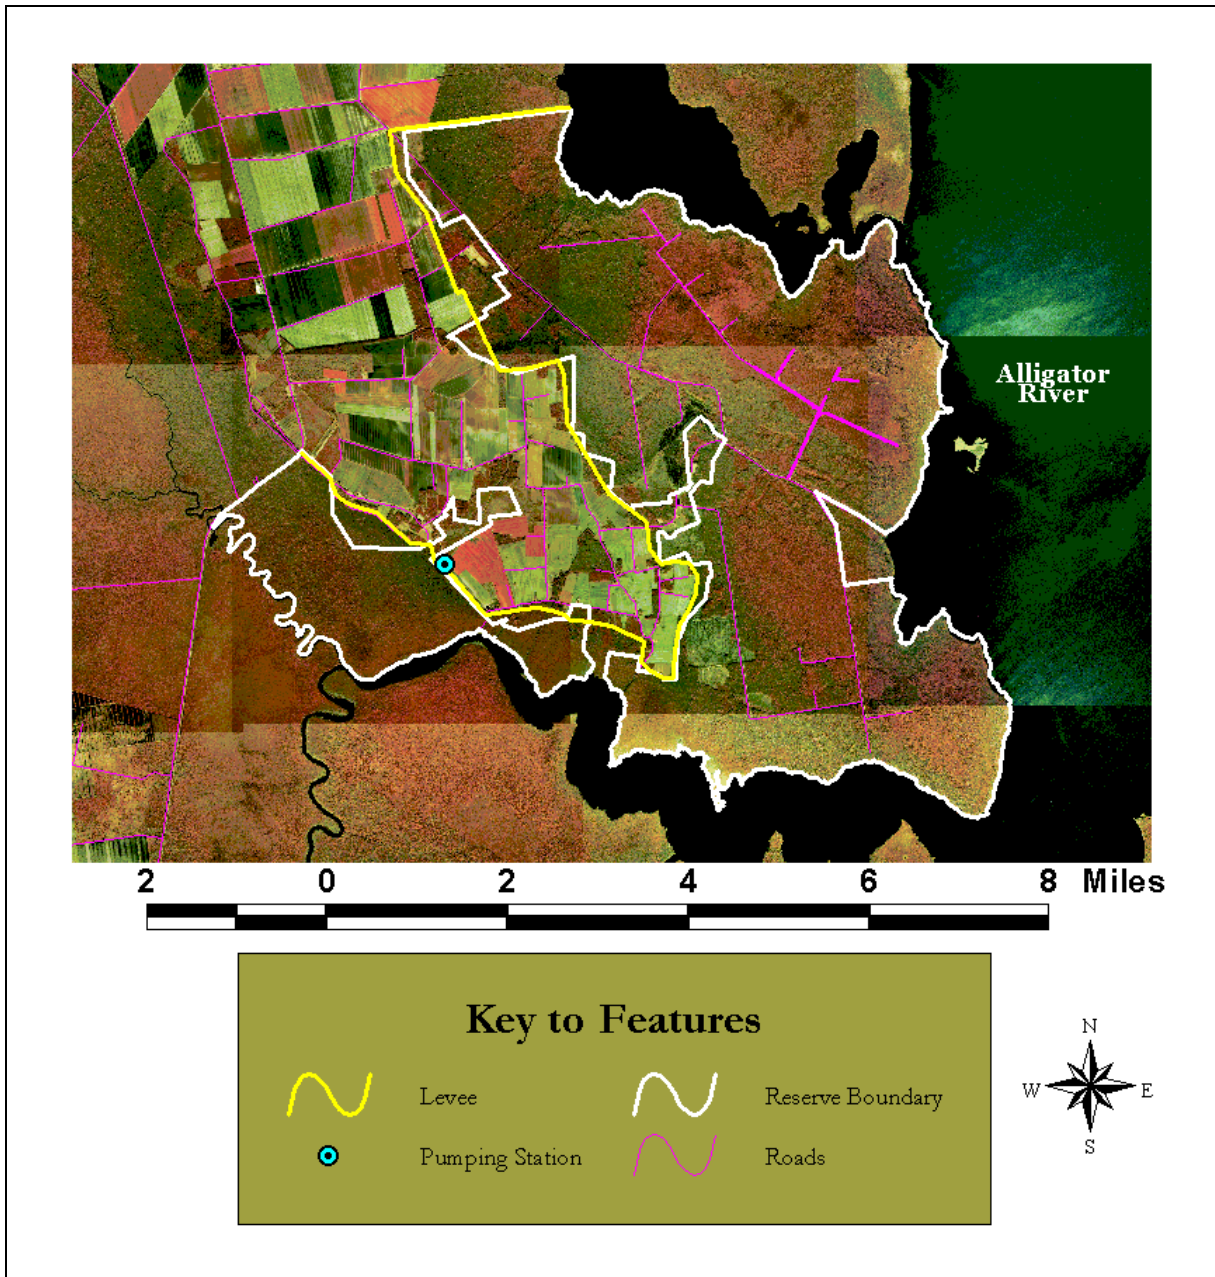 Alligator
River
2 0 2 4 6 8 Miles
Key to Features
Levee
Reserve Boundary
Pumping Station
Roads
N
W E
S